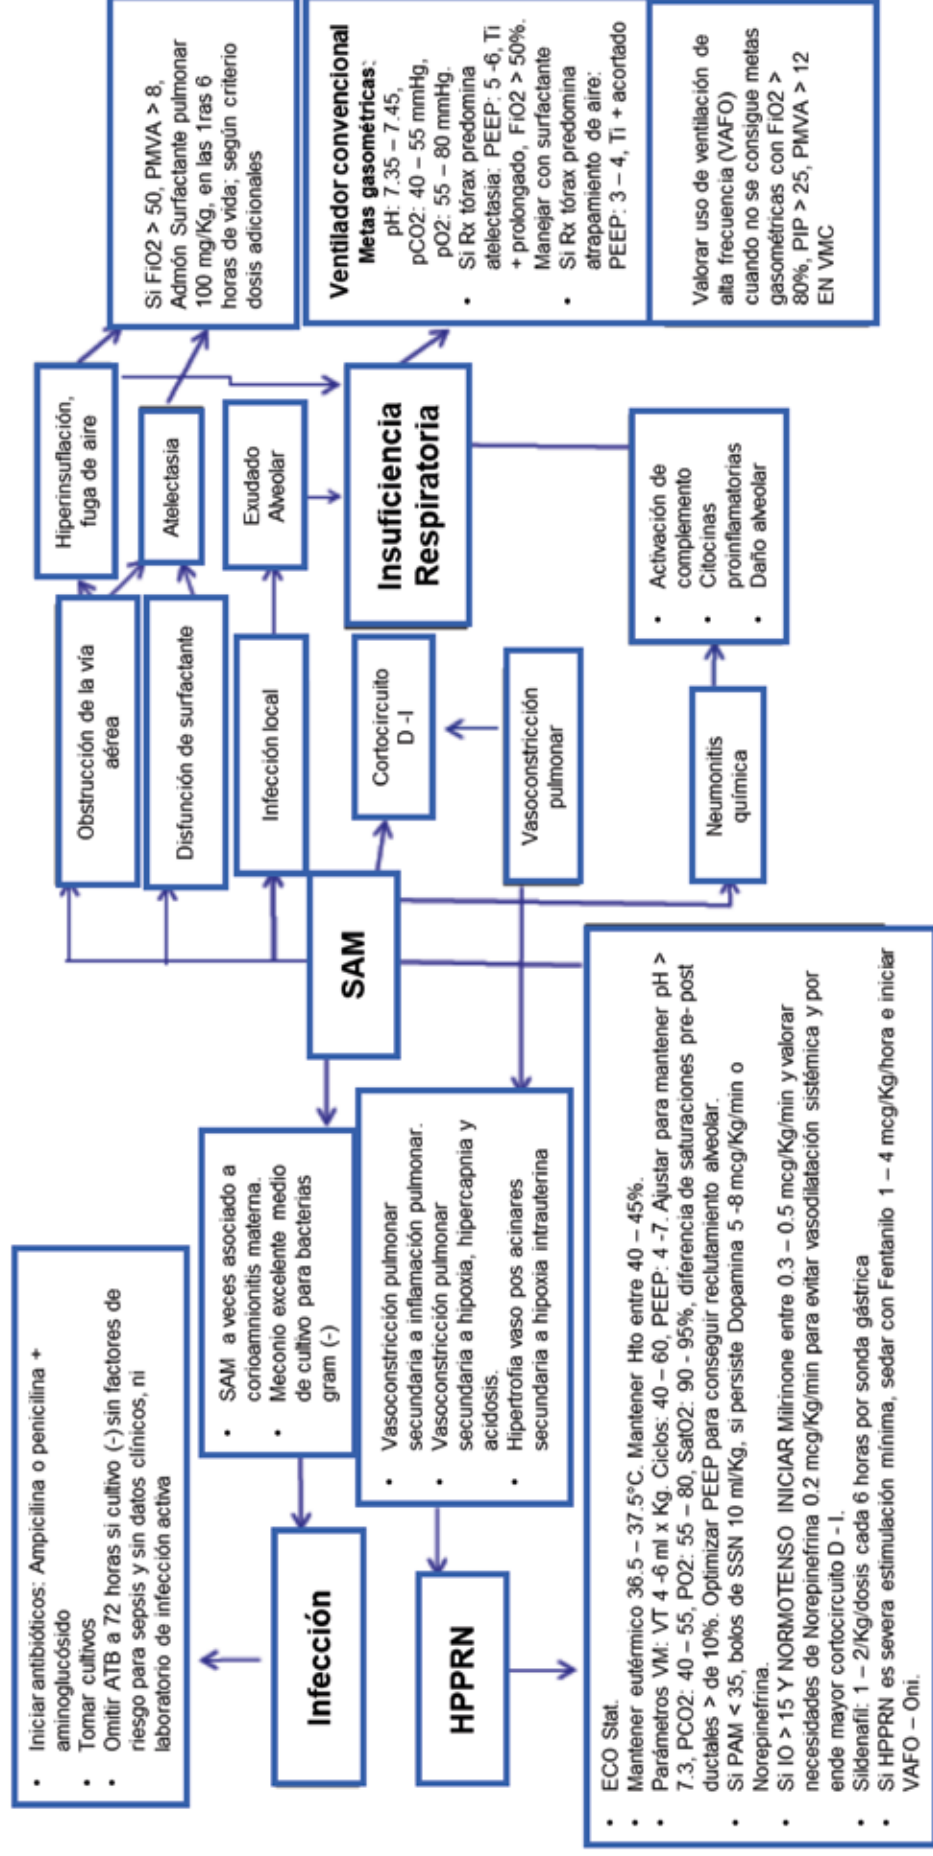 Iniciar antibióticos: Ampicilina o penicilina +
aminoglucósido
Tomar cultivos
Omitir ATB a 72 horas si cultivo (-) sin factores de
riesgo para sepsis y sin datos clínicos, ni
laboratorio de infección activa
Infección
SAM a veces asociado a
corioamnionitis materna.
Meconio excelente medio
de cultivo para bacterias
gram (-)
HPPRN
Vasoconstricción pulmonar
secundaria a inflamación pulmonar.
Vasoconstricción pulmonar
secundaria a hipoxia, hipercapnia y
acidosis.
Hipertrofia vaso pos acinares
secundaria a hipoxia intrauterina
ECO Stat.
Mantener eutérmico 36.5 – 37.5°C. Mantener Hto entre 40 – 45%.
Parámetros VM: VT 4 -6 ml x Kg. Ciclos: 40 – 60, PEEP: 4 -7. Ajustar para mantener pH >
7.3, PCO2: 40 – 55, PO2: 55 – 80, SatO2: 90 - 95%, diferencia de saturaciones pre- post
ductales > de 10%. Optimizar PEEP para conseguir reclutamiento alveolar.
Si PAM < 35, bolos de SSN 10 ml/Kg, si persiste Dopamina 5 -8 mcg/Kg/min o
Norepinefrina.
Si IO > 15 Y NORMOTENSO INICIAR Milrinone entre 0.3 – 0.5 mcg/Kg/min y valorar
necesidades de Norepinefrina 0.2 mcg/Kg/min para evitar vasodilatación sistémica y por
ende mayor cortocircuito D - I.
Sildenafil: 1 – 2/Kg/dosis cada 6 horas por sonda gástrica
Si HPPRN es severa estimulación mínima, sedar con Fentanilo 1 – 4 mcg/Kg/hora e iniciar
VAFO – Oni.
SAM
Obstrucción de la vía
aérea
Disfunción de surfactante
Infección local
Cortocircuito
D -I
Vasoconstricción
pulmonar
Neumonitis
química
Hiperinsuflación,
fuga de aire
Atelectasia
Exudado
Alveolar
Insuficiencia
Respiratoria
Activación de
complemento
Citocinas
proinflamatorias
Daño alveolar
Si FiO2 > 50, PMVA > 8,
Admón Surfactante pulmonar
100 mg/Kg, en las 1ras 6
horas de vida; según criterio
dosis adicionales
Ventilador convencional
Metas gasométricas:
pH: 7.35 – 7.45,
pCO2: 40 – 55 mmHg,
pO2: 55 – 80 mmHg.
Si Rx tórax predomina
atelectasia: PEEP: 5 -6, Ti
+ prolongado, FiO2 > 50%.
Manejar con surfactante
Si Rx tórax predomina
atrapamiento de aire:
PEEP: 3 – 4, Ti + acortado
Valorar uso de ventilación de
alta frecuencia (VAFO)
cuando no se consigue metas
gasométricas con FiO2 >
80%, PIP > 25, PMVA > 12
EN VMC